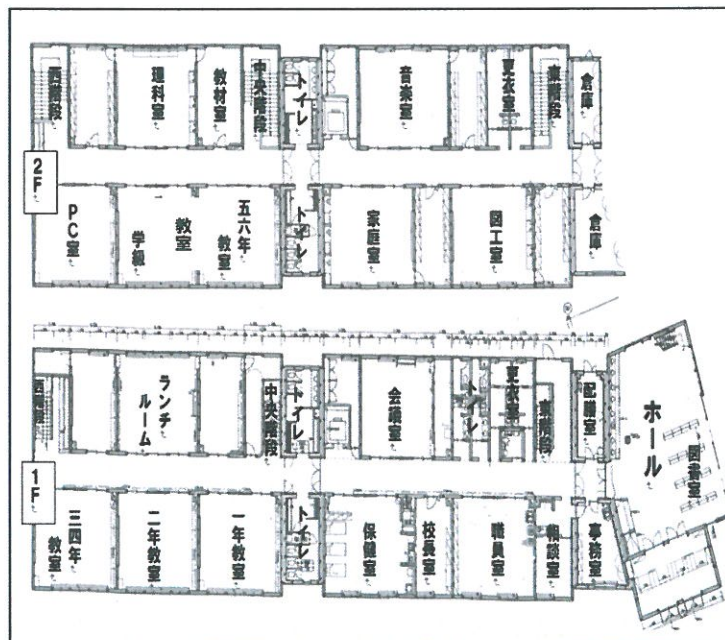 2F
西階段
理科室
教材室
中央階段
トイレ
音楽室
更衣室
東階段
倉庫
PC室
学級
教室
五六年
教室
トイレ
家庭室
図工室
倉庫
1F
西階段
ランチ
ルーム
中央階段
トイレ
会議室
トイレ
更衣室
東階段
配膳室
ホール
図書室
三四年
教室
二年教室
一年教室
トイレ
保健室
校長室
職員室
相談室
事務室